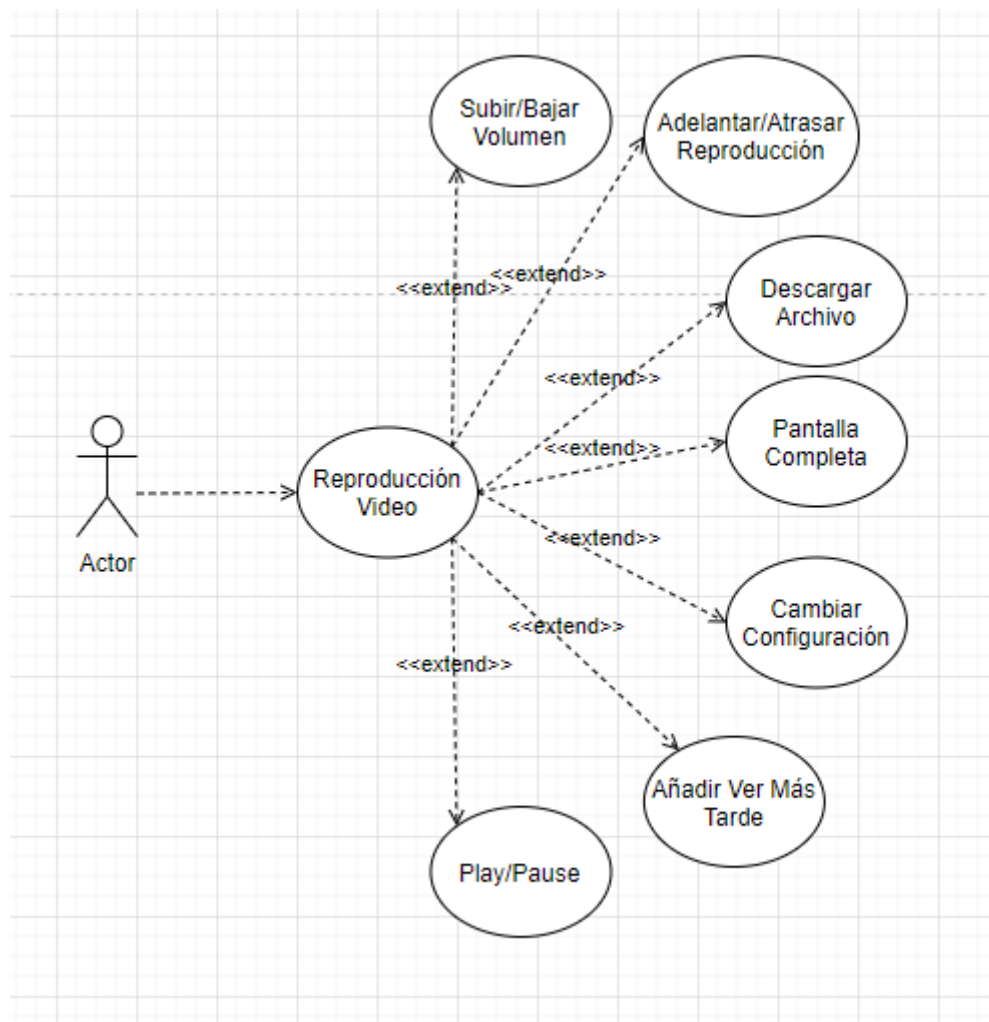 Subir/Bajar
Volumen
Adelantar/Atrasar
Reproducción
<<extend>>
<<extend>>
Descargar
Archivo
<<extend>>
Pantalla
Completa
<<extend>>
Reproducción
Video
Actor
<<extend>>
Cambiar
Configuración
<<extend>>
<<extend>>
Añadir Ver Más
Tarde
Play/Pause